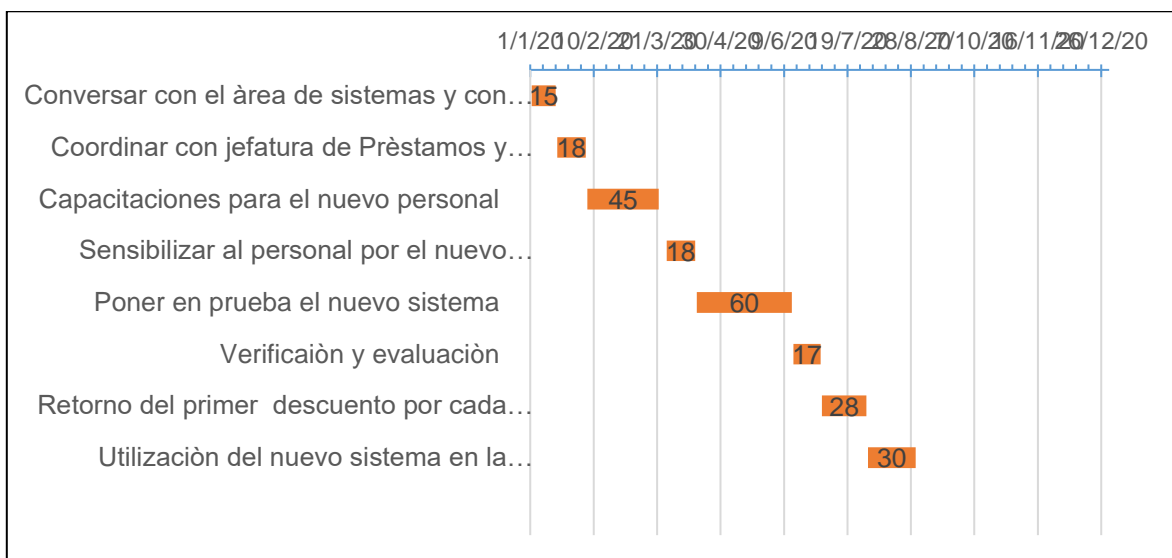 1/1/20 10/2/20 21/3/20 30/4/20 9/6/20 19/7/20 28/8/20 7/10/20 16/11/20 26/12/20
Conversar con el àrea de sistemas y con… 15
Coordinar con jefatura de Prèstamos y… 18
Capacitaciones para el nuevo personal 45
Sensibilizar al personal por el nuevo… 18
Poner en prueba el nuevo sistema 60
Verificaiòn y evaluaciòn 17
Retorno del primer descuento por cada… 28
Utilizaciòn del nuevo sistema en la… 30